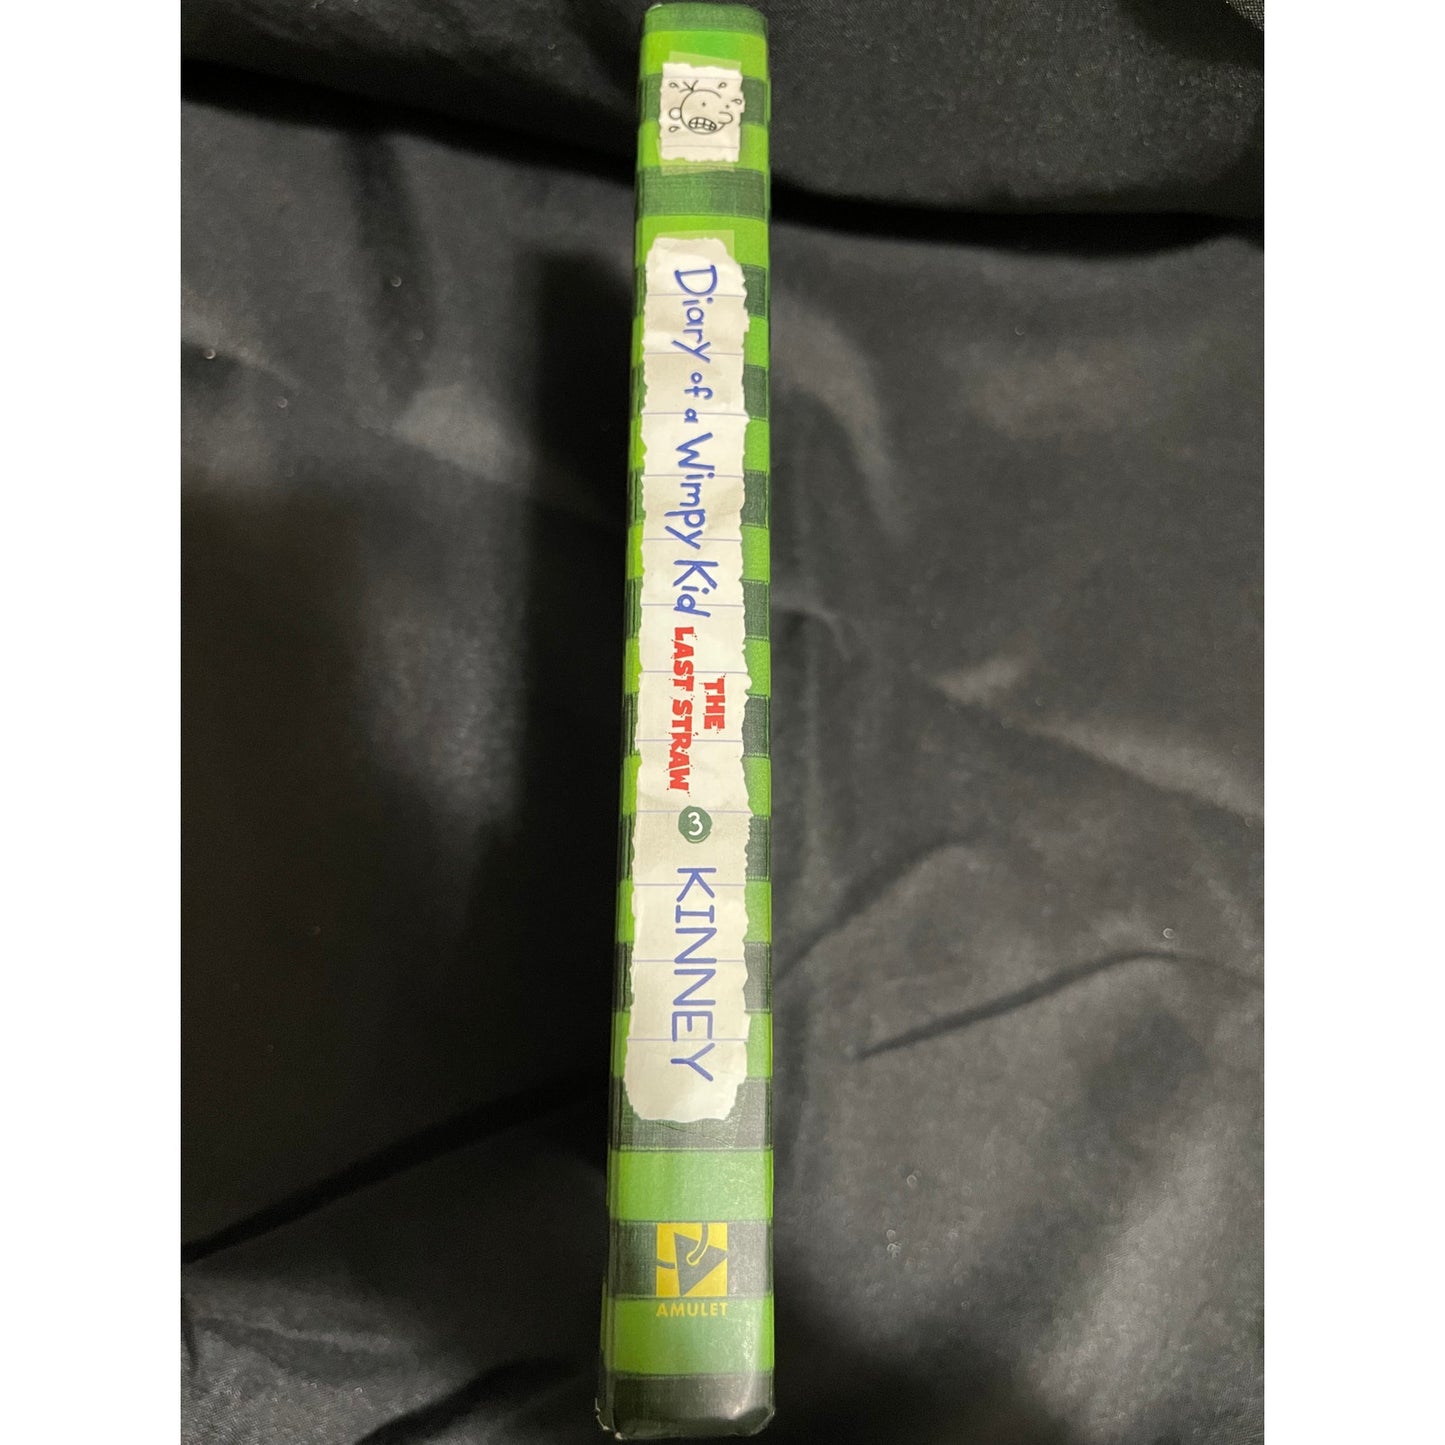 Diary of a Wimpy Kid
THE
LAST STRAW
3
KINNEY
AMULET